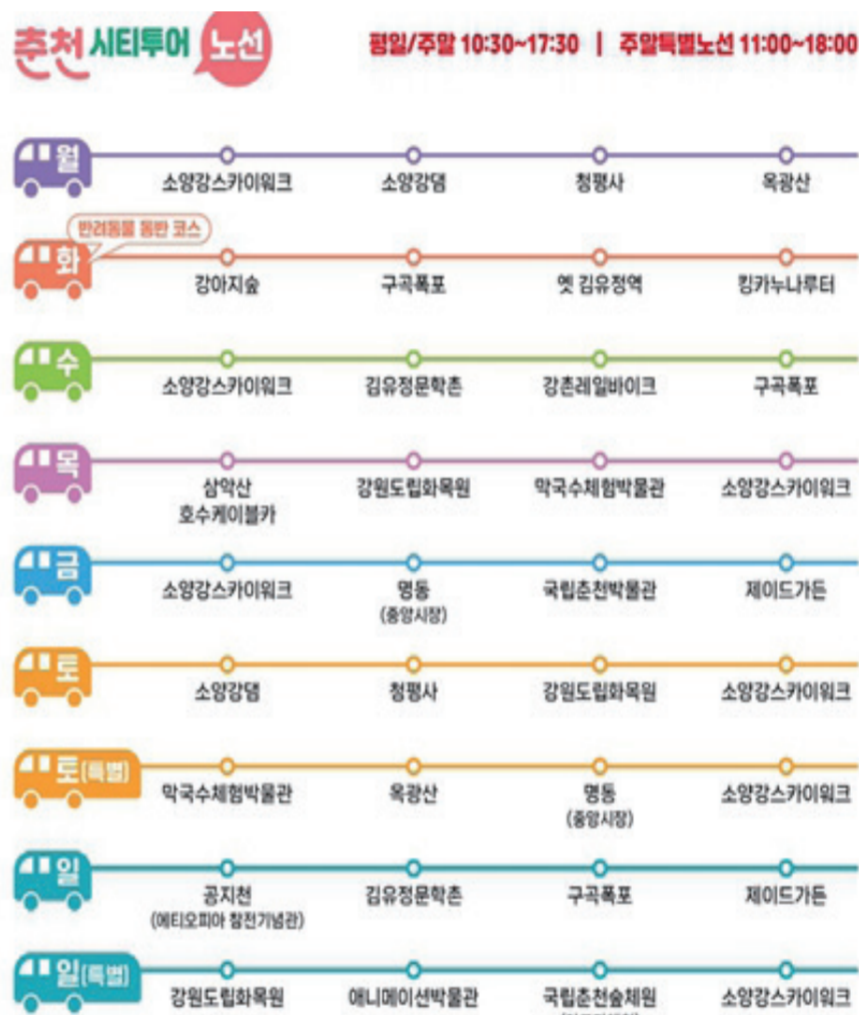 춘천 시티투어 노선 평일/주말 10:30~17:30 | 주말특별노선 11:00~18:00
월
소양강스카이워크 소양강댐 청평사 옥광산
반려동물 동반 코스
화
강아지숲 구곡폭포 옛 김유정역 킹카누나루터
수
소양강스카이워크 김유정문학촌 강촌레일바이크 구곡폭포
목
삼악산 강원도립화목원 막국수체험박물관 소양강스카이워크
호수케이블카
금
소양강스카이워크 명동 국립춘천박물관 제이드가든
(중앙시장)
토
소양강댐 청평사 강원도립화목원 소양강스카이워크
토(특별)
막국수체험박물관 옥광산 명동 소양강스카이워크
(중앙시장)
일
공지천 김유정문학촌 구곡폭포 제이드가든
(에티오피아 참전기념관)
일(특별)
강원도립화목원 애니메이션박물관 국립춘천숲체원 소양강스카이워크